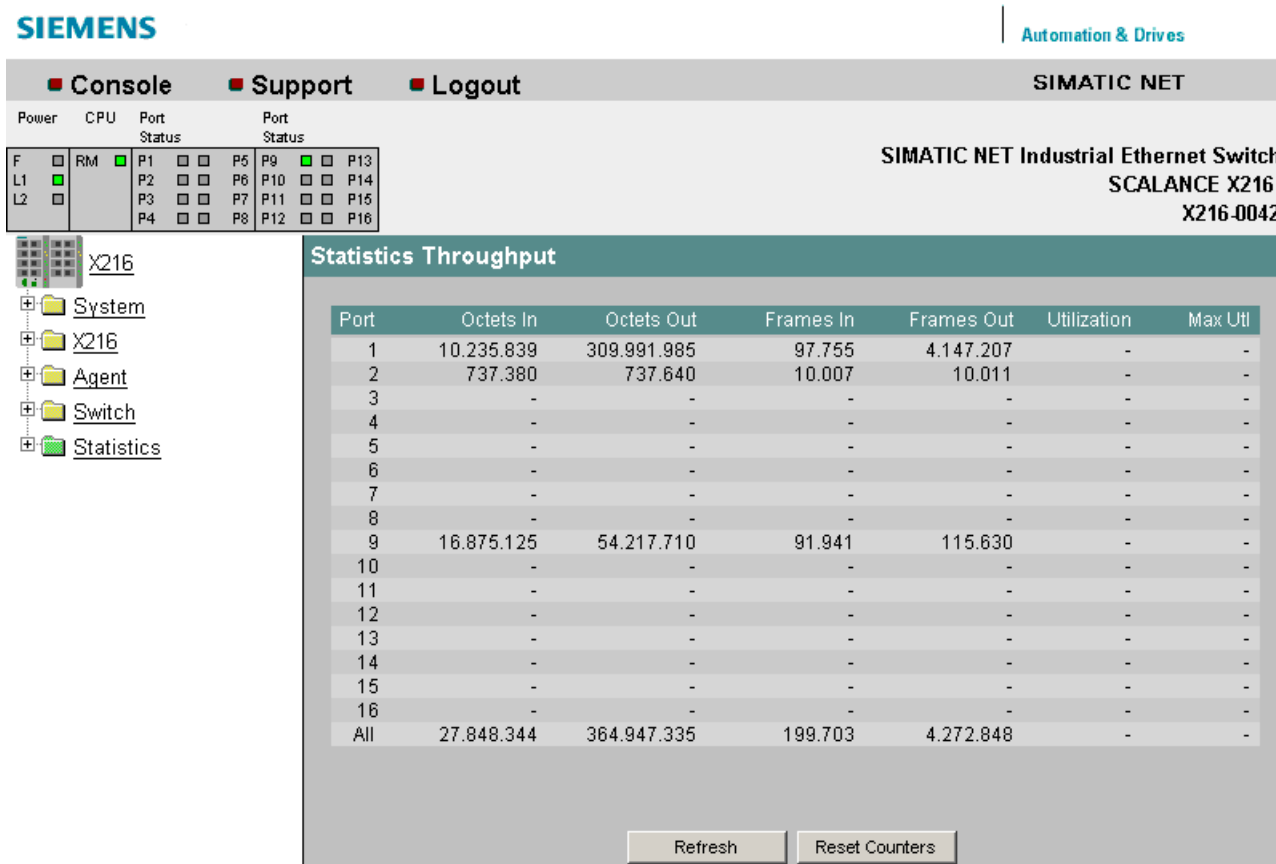 SIEMENS
Automation & Drives
Console Support Logout SIMATIC NET
Power CPU Port Status Port Status
F RM P1 P5 P9 P13
L1 P2 P6 P10 P14
L2 P3 P7 P11 P15
P4 P8 P12 P16
SIMATIC NET Industrial Ethernet Switch
SCALANCE X216
X216-0042
X216
System
X216
Agent
Switch
Statistics
Statistics Throughput
Port Octets In Octets Out Frames In Frames Out Utilization Max Utl
1 10.235.839 309.991.985 97.755 4.147.207 - -
2 737.380 737.640 10.007 10.011 - -
3 - - - - - -
4 - - - - - -
5 - - - - - -
6 - - - - - -
7 - - - - - -
8 - - - - - -
9 16.875.125 54.217.710 91.941 115.630 - -
10 - - - - - -
11 - - - - - -
12 - - - - - -
13 - - - - - -
14 - - - - - -
15 - - - - - -
16 - - - - - -
All 27.848.344 364.947.335 199.703 4.272.848 - -
Refresh Reset Counters